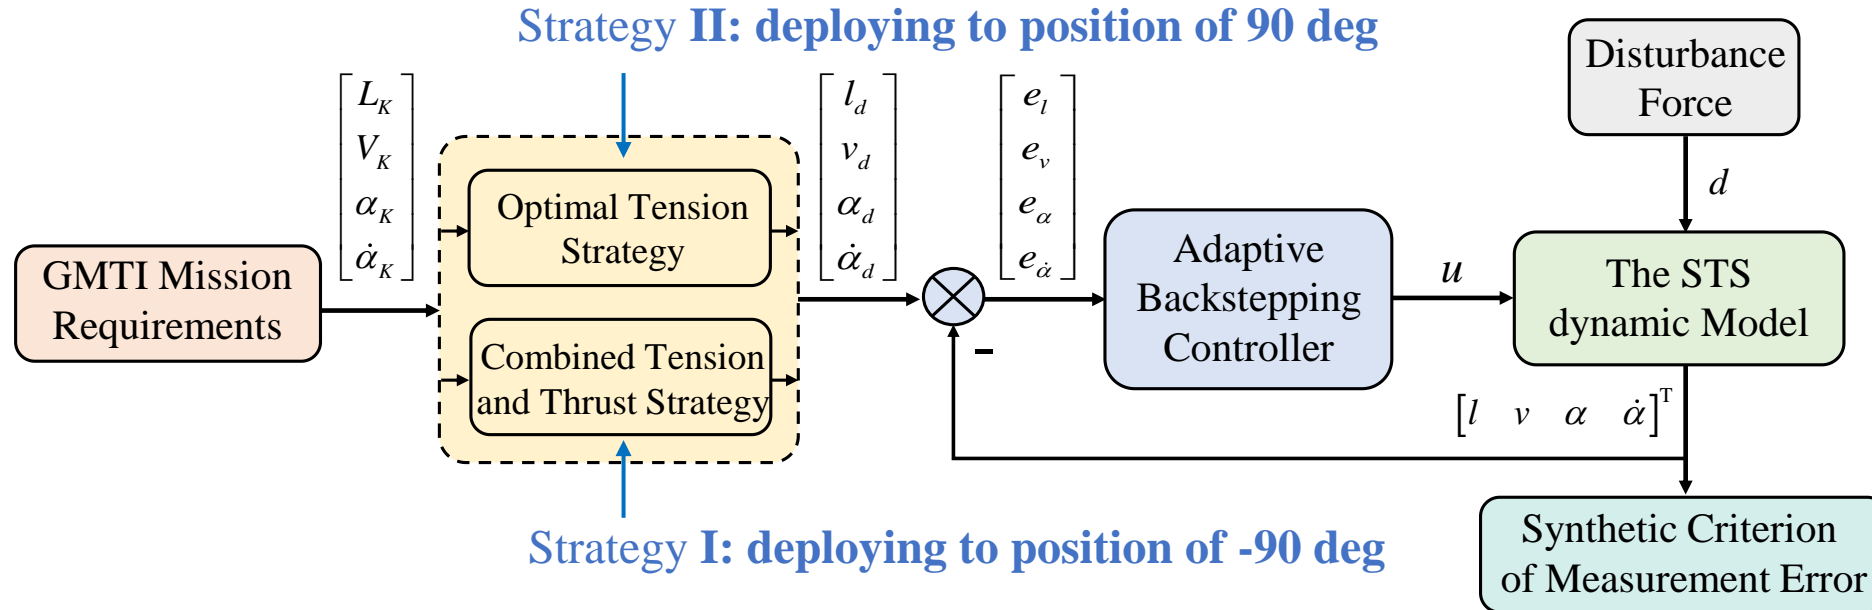 Strategy II: deploying to position of 90 deg
Disturbance
Force
L_K
V_K
α_K
α̇_K
l_d
v_d
α_d
α̇_d
e_l
e_v
e_α
e_α̇
d
Optimal Tension
Strategy
GMTI Mission
Requirements
Adaptive
Backstepping
Controller
u
The STS
dynamic Model
Combined Tension
and Thrust Strategy
−
[l v α α̇]^T
Strategy I: deploying to position of -90 deg
Synthetic Criterion
of Measurement Error